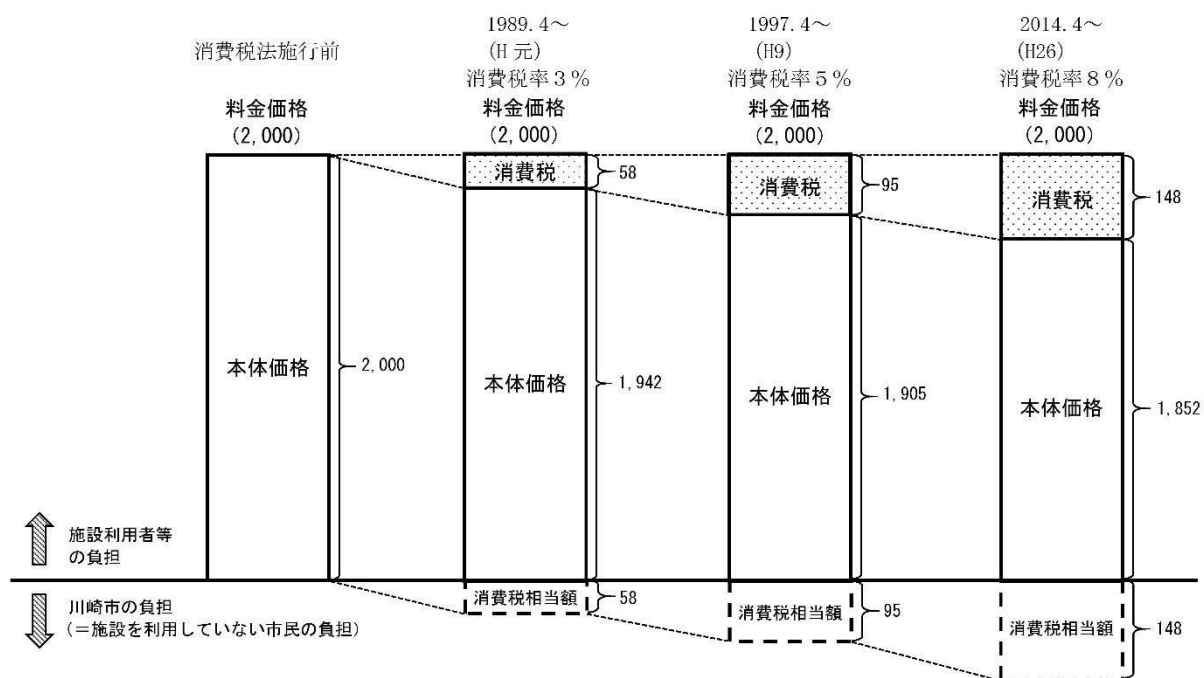 消費税法施行前
1989.4～
(H 元)
消費税率３％
1997.4～
(H9)
消費税率５％
2014.4～
(H26)
消費税率８％
料金価格
(2,000)
料金価格
(2,000)
料金価格
(2,000)
料金価格
(2,000)
消費税
58
消費税
95
消費税
148
本体価格
2,000
本体価格
1,942
本体価格
1,905
本体価格
1,852
施設利用者等
の負担
川崎市の負担
(＝施設を利用していない市民の負担)
消費税相当額
58
消費税相当額
95
消費税相当額
148